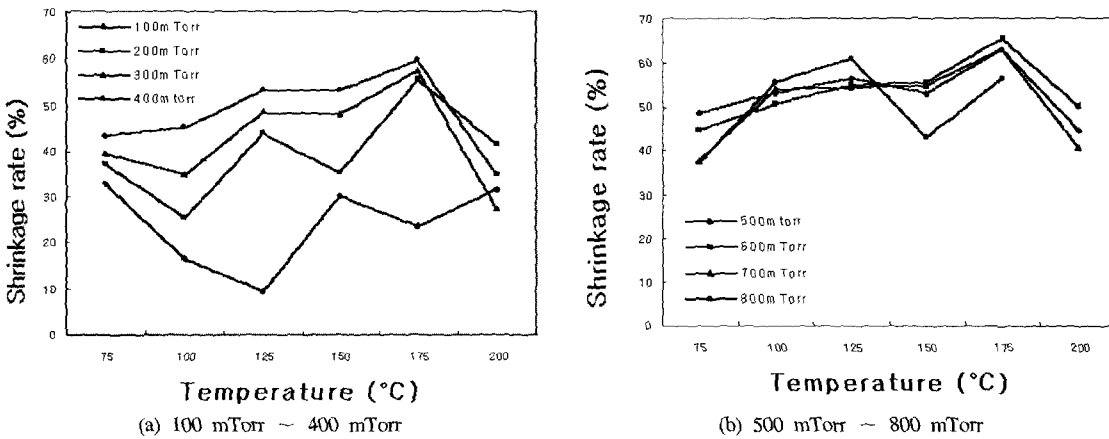 70
60
50
40
30
20
10
0
Shrinkage rate (%)
100m Torr
200m Torr
300m Torr
400m torr
75 100 125 150 175 200
Temperature (°C)
(a) 100 mTorr ~ 400 mTorr
70
60
50
40
30
20
10
0
Shrinkage rate (%)
500m torr
600m Torr
700m Torr
800m Torr
75 100 125 150 175 200
Temperature (°C)
(b) 500 mTorr ~ 800 mTorr